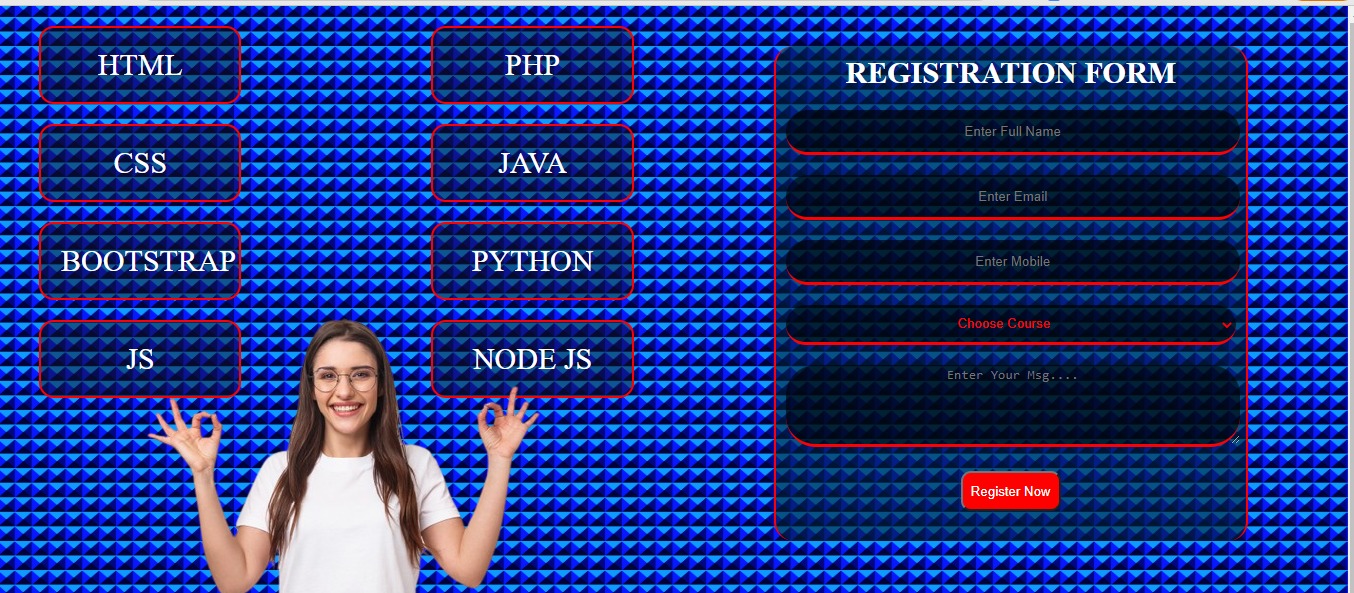 HTML
PHP
CSS
JAVA
BOOTSTRAP
PYTHON
JS
NODE JS
REGISTRATION FORM
Enter Full Name
Enter Email
Enter Mobile
Choose Course
Enter Your Msg....
Register Now